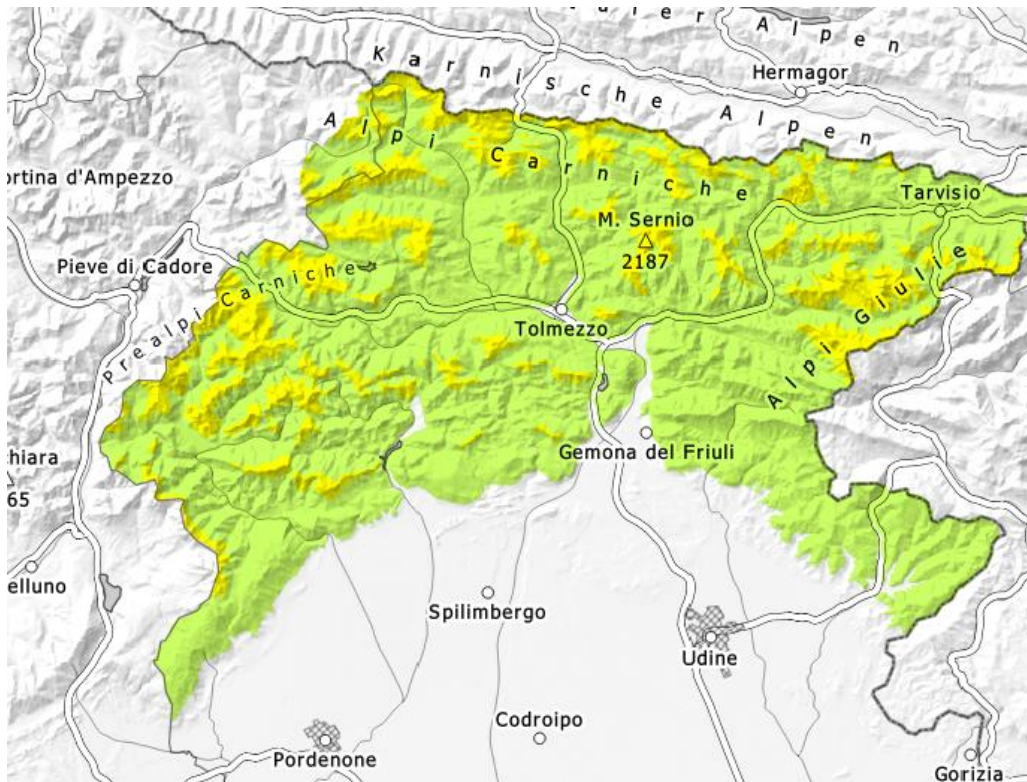 Alpen
Karnische Alpen
Hermagor
Alpi Carniche
ortina d'Ampezzo
Tarvisio
M. Sernio
2187
Pieve di Cadore
Prealpi Carniche
Tolmezzo
Alpi Giulie
Gemona del Friuli
hiara
65
elluno
Spilimbergo
Udine
Codroipo
Pordenone
Gorizia